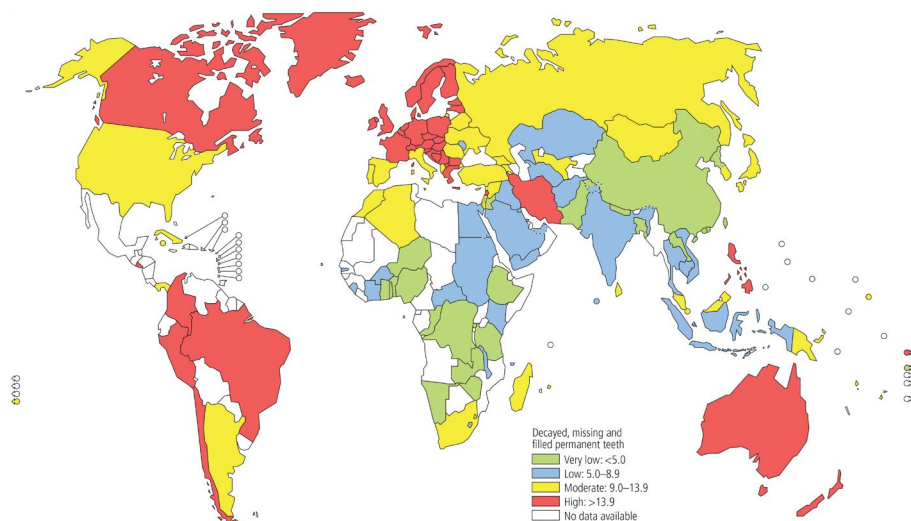 Decayed, missing and
filled permanent teeth
Very low: <5.0
Low: 5.0–8.9
Moderate: 9.0–13.9
High: >13.9
No data available